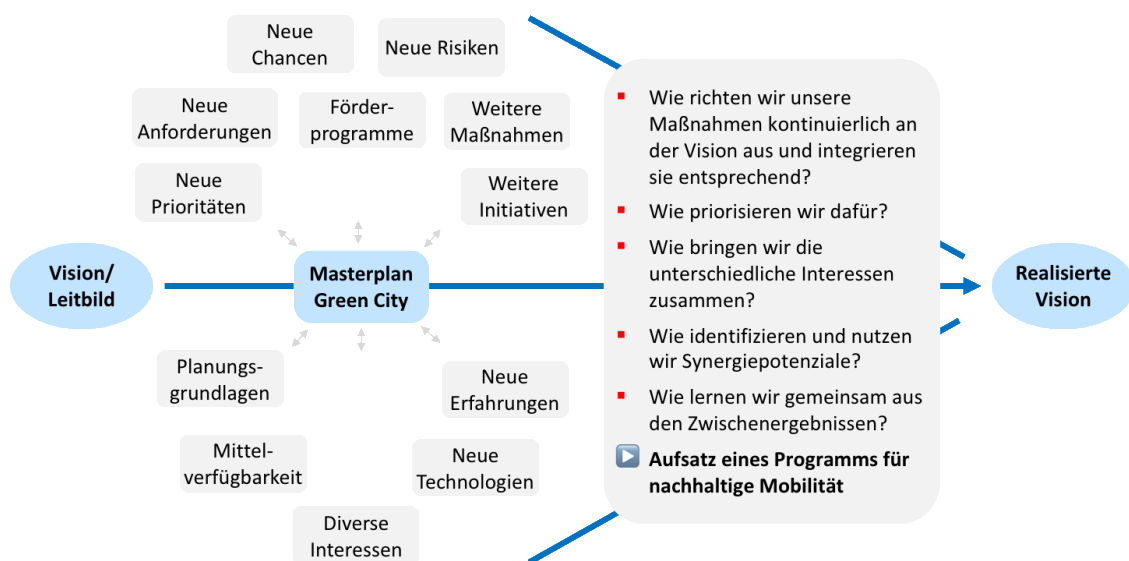 Neue
Chancen
Neue Risiken
Neue
Anforderungen
Förder-
programme
Weitere
Maßnahmen
Neue
Prioritäten
Weitere
Initiativen
Vision/
Leitbild
Masterplan
Green City
Planungs-
grundlagen
Neue
Erfahrungen
Mittel-
verfügbarkeit
Neue
Technologien
Diverse
Interessen
Wie richten wir unsere
Maßnahmen kontinuierlich an
der Vision aus und integrieren
sie entsprechend?
Wie priorisieren wir dafür?
Wie bringen wir die
unterschiedliche Interessen
zusammen?
Wie identifizieren und nutzen
wir Synergiepotenziale?
Wie lernen wir gemeinsam aus
den Zwischenergebnissen?
Aufsatz eines Programms für
nachhaltige Mobilität
Realisierte
Vision